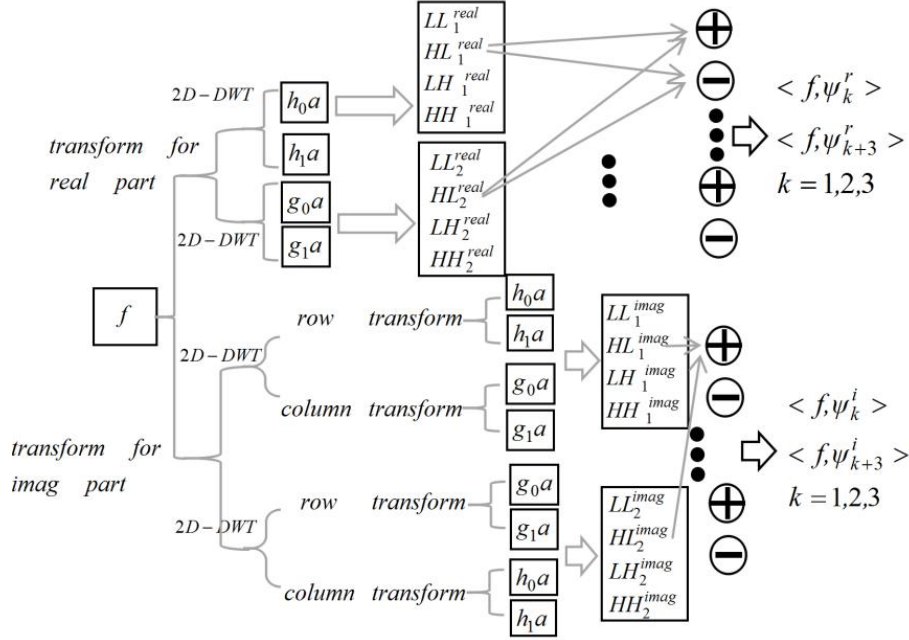 f
transform for
real part
2D-DWT
h₀a
h₁a
2D-DWT
g₀a
g₁a
LL₁^real
HL₁^real
LH₁^real
HH₁^real
LL₂^real
HL₂^real
LH₂^real
HH₂^real
+
−
+
−
< f,ψ_k^r >
< f,ψ_{k+3}^r >
k = 1,2,3
transform for
imag part
2D-DWT
row transform
h₀a
h₁a
column transform
g₀a
g₁a
2D-DWT
row transform
g₀a
g₁a
column transform
h₀a
h₁a
LL₁^imag
HL₁^imag
LH₁^imag
HH₁^imag
LL₂^imag
HL₂^imag
LH₂^imag
HH₂^imag
+
−
+
−
< f,ψ_k^i >
< f,ψ_{k+3}^i >
k = 1,2,3